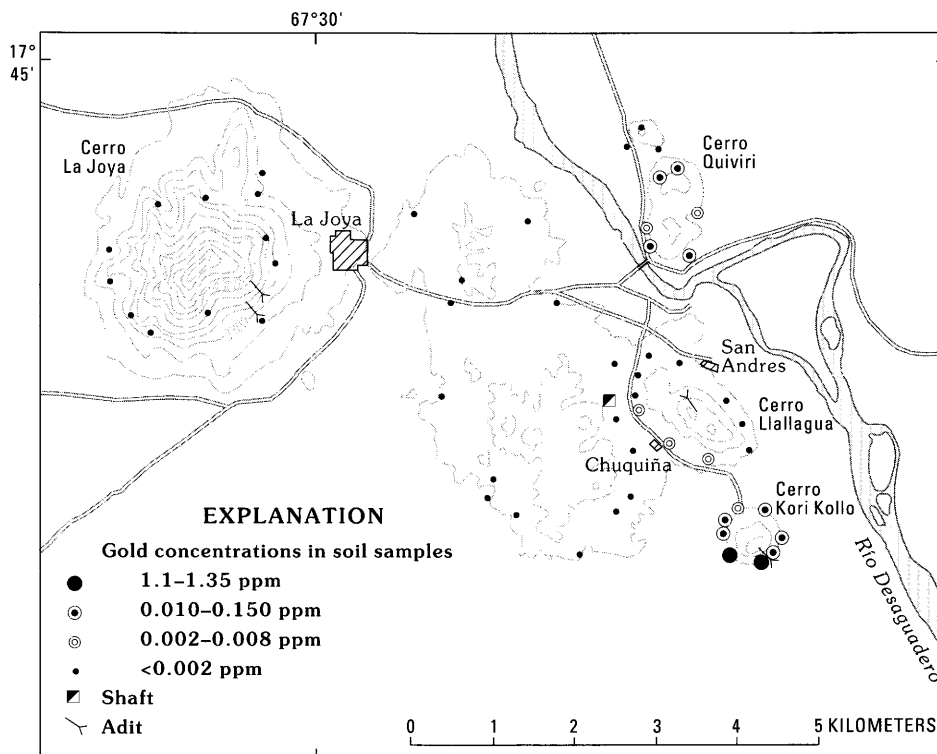 67°30'
17°
45'
Cerro
La Joya
La Joya
Cerro
Quiviri
San
Andres
Cerro
Llallagua
Chuquiña
Cerro
Kori Kollo
Río Desaguadero
EXPLANATION
Gold concentrations in soil samples
1.1–1.35 ppm
0.010–0.150 ppm
0.002–0.008 ppm
<0.002 ppm
Shaft
Adit
0 1 2 3 4 5 KILOMETERS